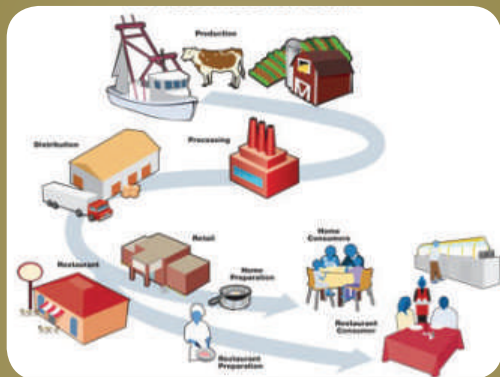 Production
Processing
Distribution
Retail
Home
Consumers
Home
Preparation
Restaurant
Restaurant
Consumer
Restaurant
Preparation